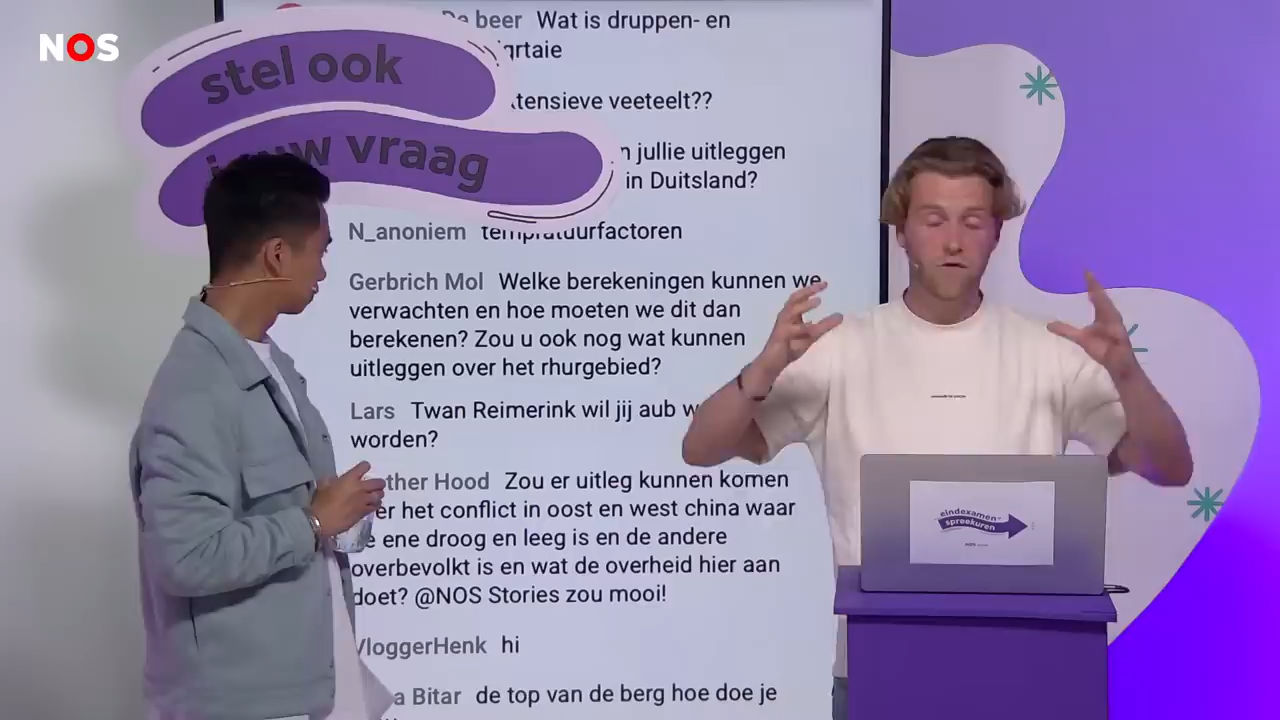 NOS
stel ook
jouw vraag
De beer Wat is druppen- en
tensieve veeteelt??
n jullie uitleggen
in Duitsland?
N_anoniem
Gerbrich Mol Welke berekeningen kunnen we
verwachten en hoe moeten we dit dan
berekenen? Zou u ook nog wat kunnen
uitleggen over het rhurgebied?
Lars Twan Reimerink wil jij aub w
worden?
ther Hood Zou er uitleg kunnen komen
er het conflict in oost en west china waar
e ene droog en leeg is en de andere
overbevolkt is en wat de overheid hier aan
doet? @NOS Stories zou mooi!
VloggerHenk hi
a Bitar de top van de berg hoe doe je
eindexamen-
spreekuren